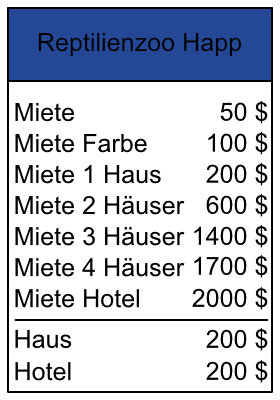 Reptilienzoo Happ
Miete 50 $
Miete Farbe 100 $
Miete 1 Haus 200 $
Miete 2 Häuser 600 $
Miete 3 Häuser 1400 $
Miete 4 Häuser 1700 $
Miete Hotel 2000 $
Haus 200 $
Hotel 200 $